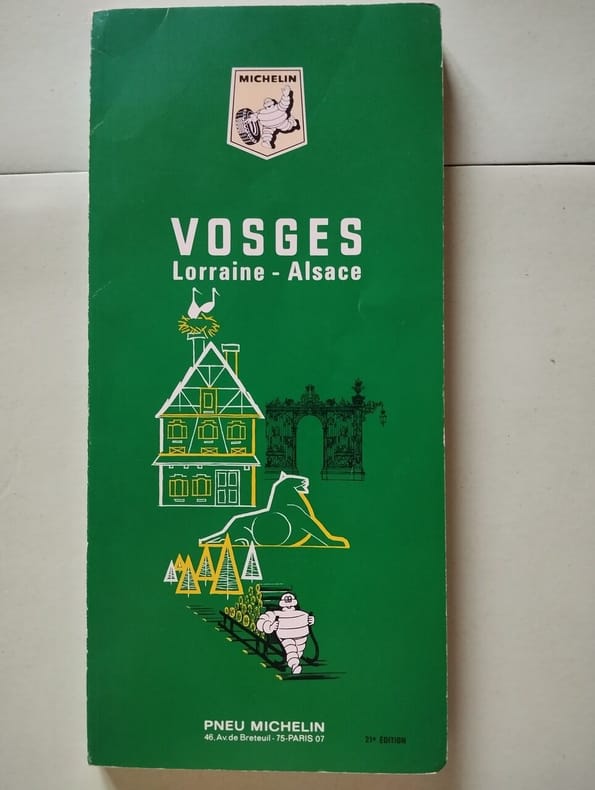 MICHELIN
VOSGES
Lorraine - Alsace
PNEU MICHELIN
46, Av. de Breteuil - 75-PARIS 07
21e EDITION